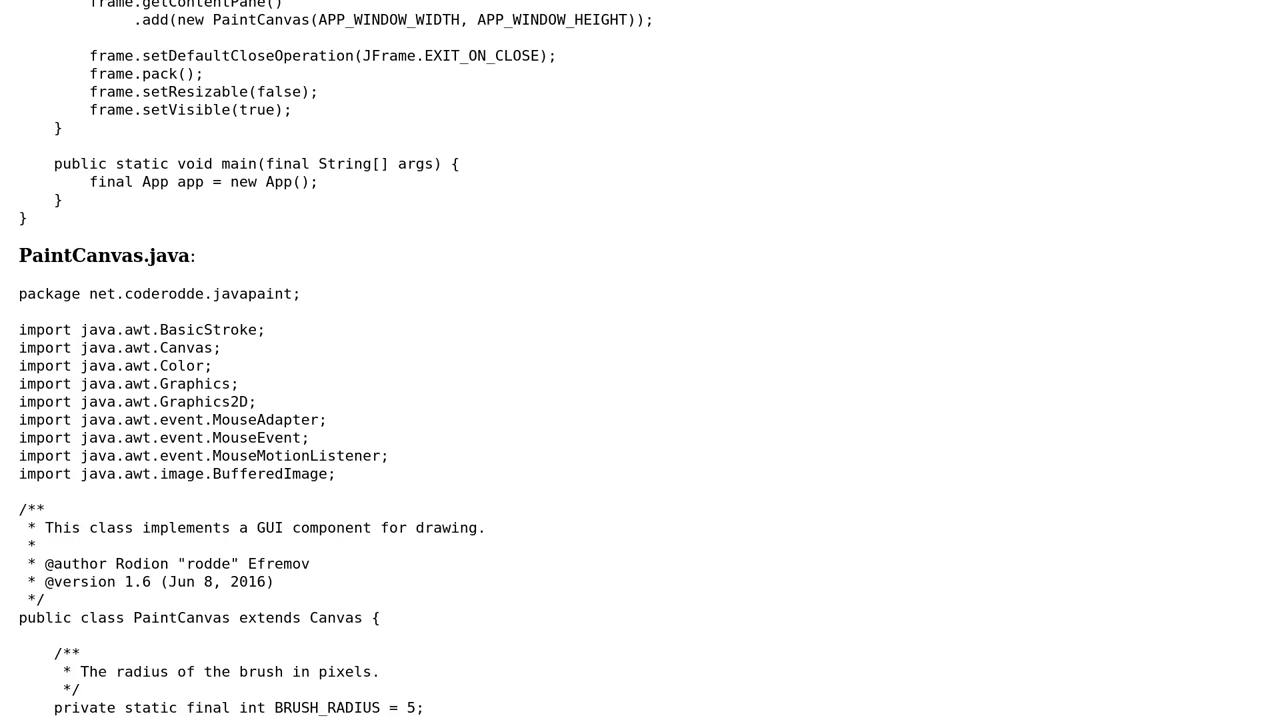 frame.getContentPane()
             .add(new PaintCanvas(APP_WINDOW_WIDTH, APP_WINDOW_HEIGHT));

        frame.setDefaultCloseOperation(JFrame.EXIT_ON_CLOSE);
        frame.pack();
        frame.setResizable(false);
        frame.setVisible(true);
    }

    public static void main(final String[] args) {
        final App app = new App();
    }
}

PaintCanvas.java:

package net.coderodde.javapaint;

import java.awt.BasicStroke;
import java.awt.Canvas;
import java.awt.Color;
import java.awt.Graphics;
import java.awt.Graphics2D;
import java.awt.event.MouseAdapter;
import java.awt.event.MouseEvent;
import java.awt.event.MouseMotionListener;
import java.awt.image.BufferedImage;

/**
 * This class implements a GUI component for drawing.
 *
 * @author Rodion "rodde" Efremov
 * @version 1.6 (Jun 8, 2016)
 */
public class PaintCanvas extends Canvas {

    /**
     * The radius of the brush in pixels.
     */
    private static final int BRUSH_RADIUS = 5;